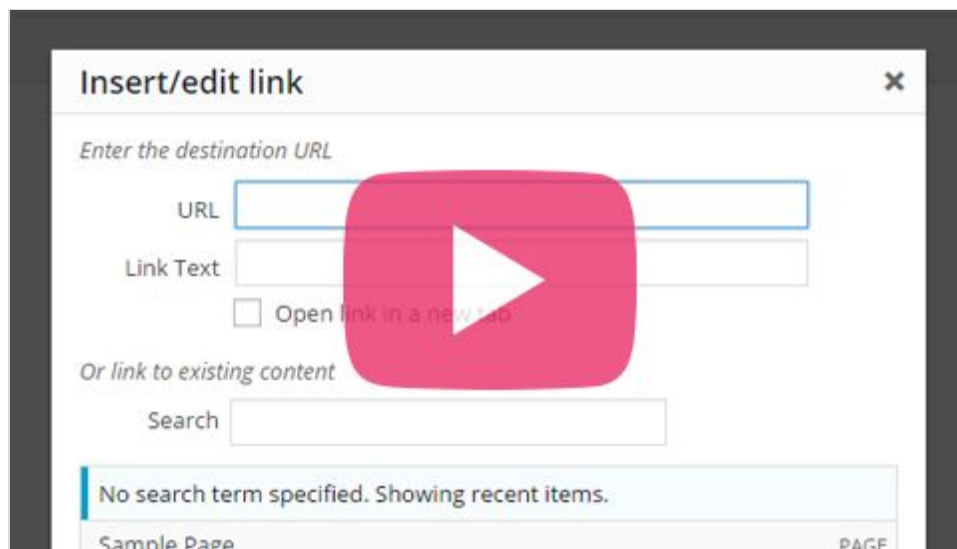 Insert/edit link
Enter the destination URL
URL
Link Text
Open link in a new tab
Or link to existing content
Search
No search term specified. Showing recent items.
Sample Page PAGE